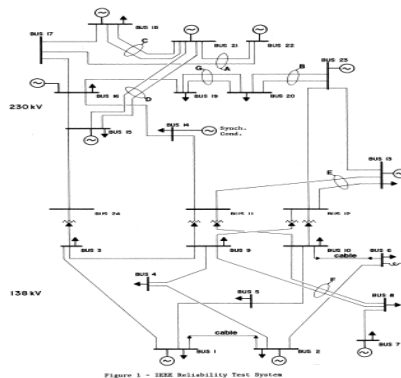 BUS 18
BUS 17
BUS 21
BUS 22
C
G
A
B
BUS 23
D
BUS 16
BUS 19
BUS 20
230 kV
BUS 15
BUS 14
Synch.
Cond.
BUS 13
E
BUS 24
BUS 11
BUS 12
BUS 3
BUS 9
BUS 10
BUS 6
cable
BUS 4
F
138 kV
BUS 5
BUS 8
cable
BUS 1
BUS 2
BUS 7
Figure 1 - IEEE Reliability Test System